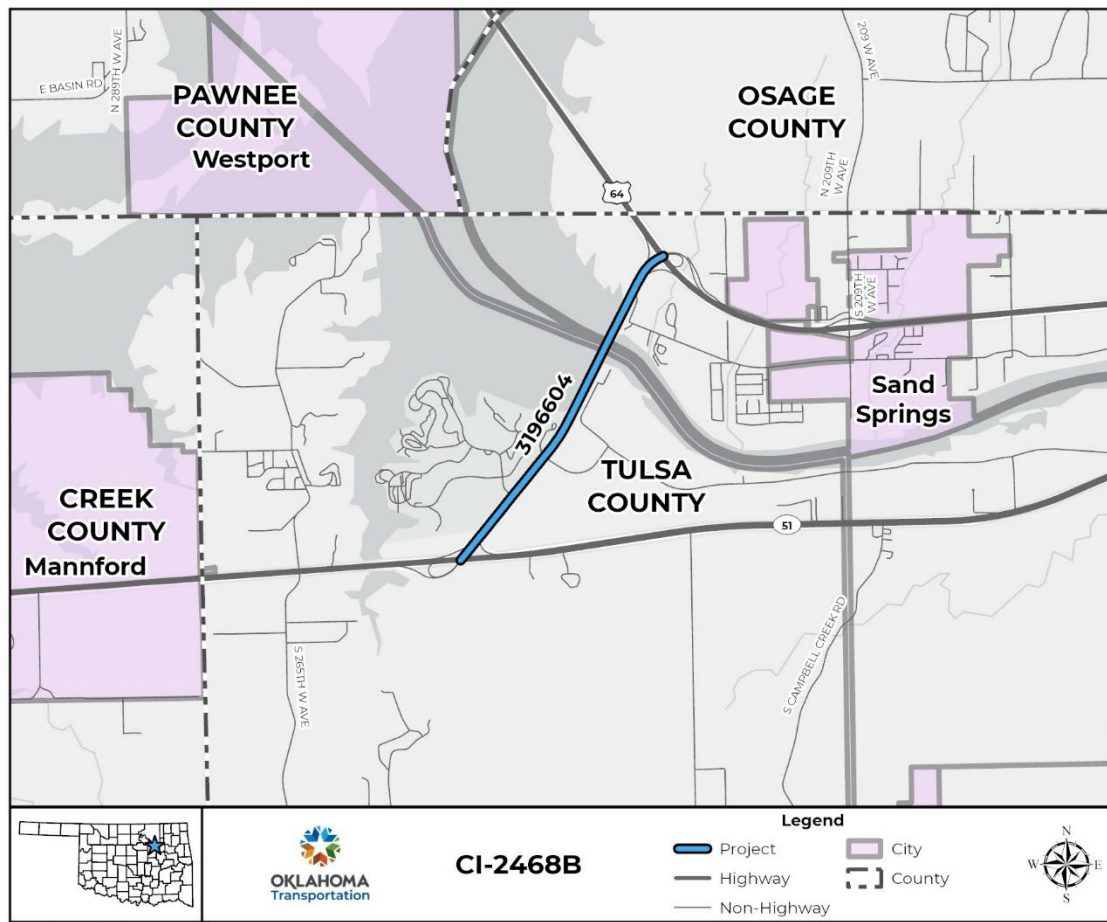 E BASIN RD
N 289TH W AVE
PAWNEE
COUNTY
Westport
OSAGE
COUNTY
209 W AVE
N 209TH
W AVE
64
S 209TH
W AVE
Sand
Springs
3196604
TULSA
COUNTY
51
CREEK
COUNTY
Mannford
S 265TH W AVE
S CAMPBELL CREEK RD
OKLAHOMA
Transportation
CI-2468B
Legend
Project
Highway
Non-Highway
City
County
N
W
E
S